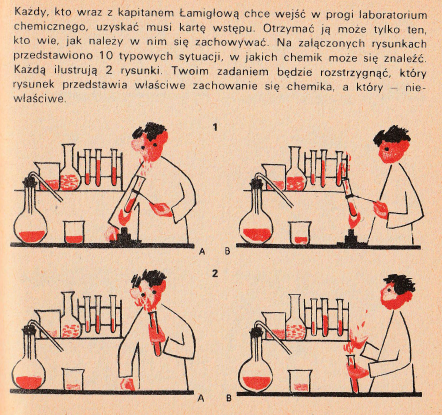 Każdy, kto wraz z kapitanem Łamigłową chce wejść w progi laboratorium
chemicznego, uzyskać musi kartę wstępu. Otrzymać ją może tylko ten,
kto wie, jak należy w nim się zachowywać. Na załączonych rysunkach
przedstawiono 10 typowych sytuacji, w jakich chemik może się znaleźć.
Każdą ilustrują 2 rysunki. Twoim zadaniem będzie rozstrzygnąć, który
rysunek przedstawia właściwe zachowanie się chemika, a który — nie-
właściwe.
1
A B
2
A B